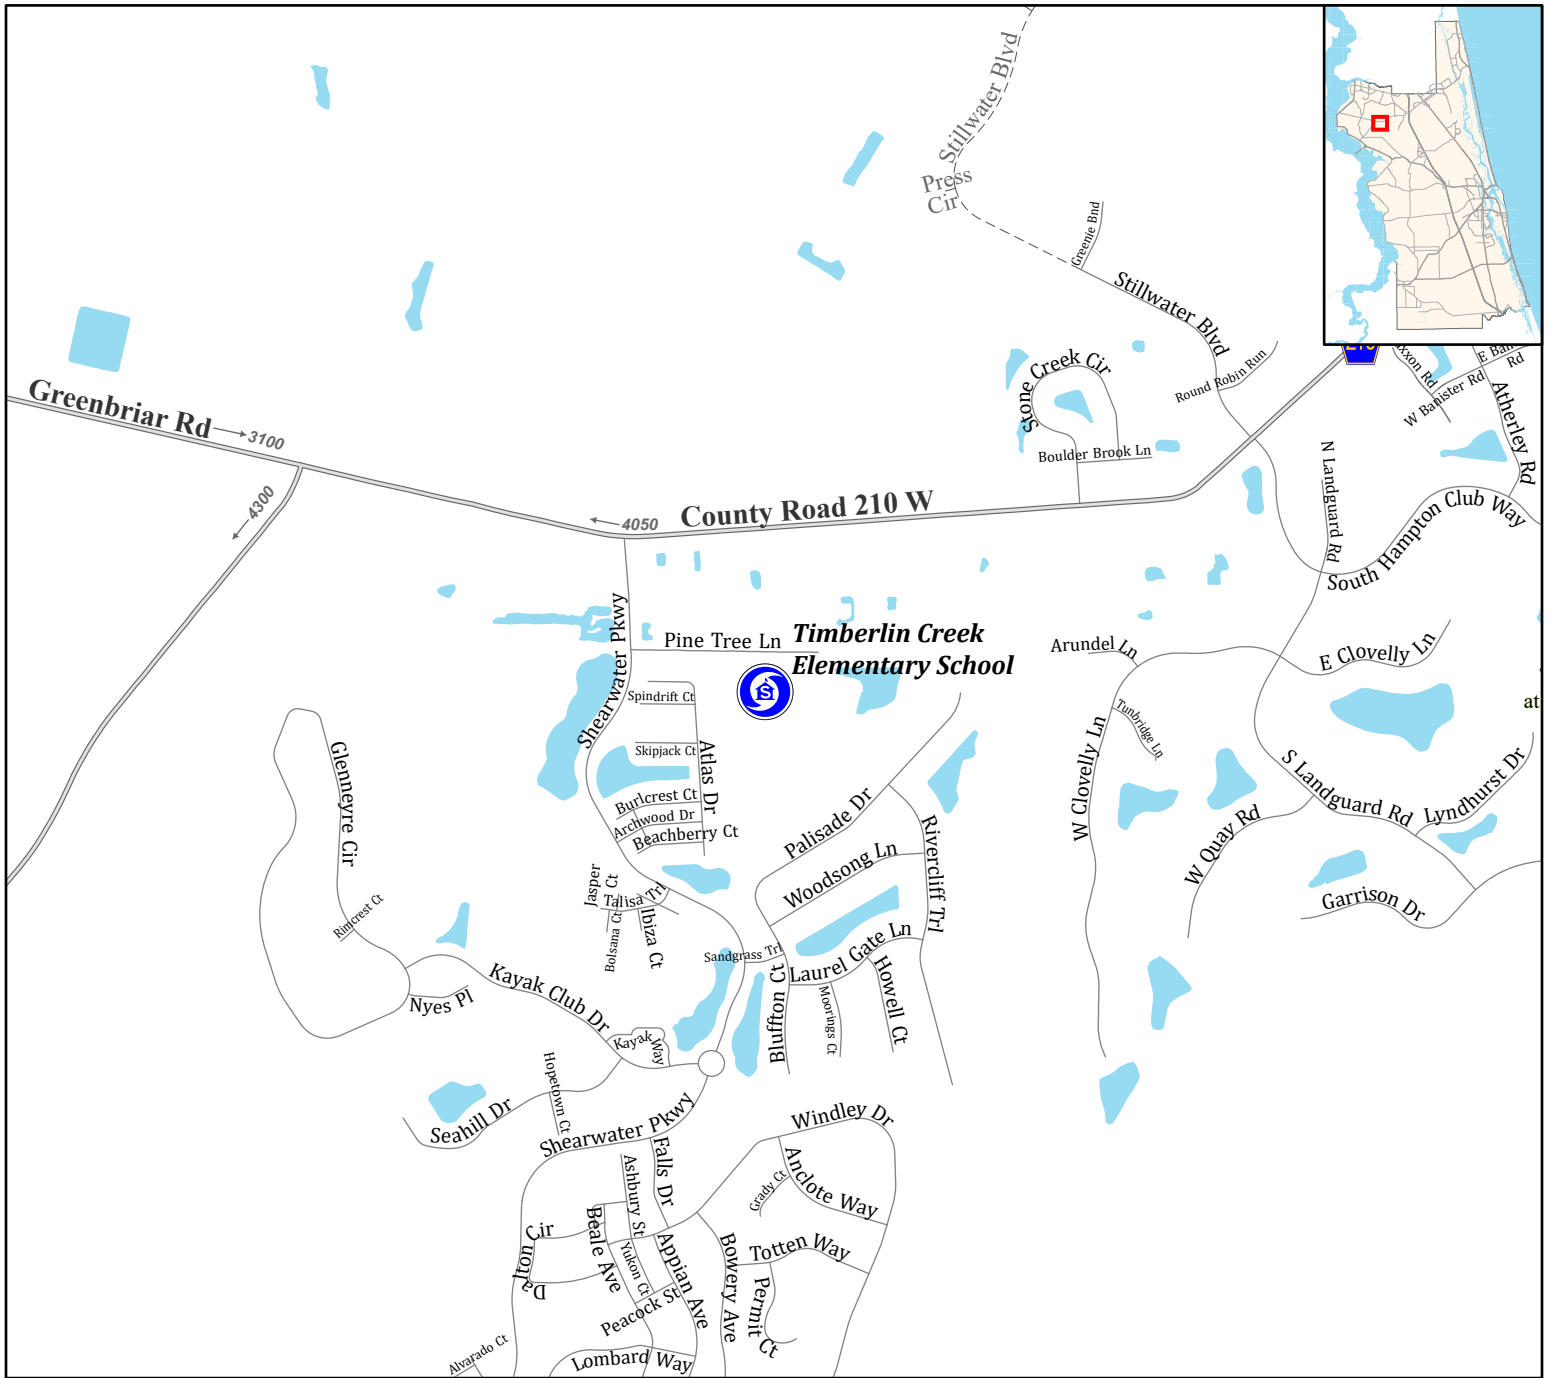 Stillwater Blvd
Press
Cir
Greenie Bnd
Stillwater Blvd
Round Robin Run
Stone Creek Cir
Boulder Brook Ln
W Banister Rd
Rd
Atherley Rd
N Landguard Rd
South Hampton Club Way
Greenbriar Rd
3100
4300
4050
County Road 210 W
Shearwater Pkwy
Pine Tree Ln
Timberlin Creek
Elementary School
S
Arundel Ln
E Clovelly Ln
at
Spindrift Ct
Skipjack Ct
Atlas Dr
Tunbridge Ln
W Clovelly Ln
Glenneyre Cir
Burlcrest Ct
Archwood Dr
Beachberry Ct
Palisade Dr
Rivercliff Trl
S Landguard Rd
Lyndhurst Dr
W Quay Rd
Garrison Dr
Jasper
Ct
Talisa Trl
Woodsong Ln
Rimcrest Ct
Bolsana Ct
Ibiza Ct
Sandgrass Trl
Laurel Gate Ln
Bluffton Ct
Moorings Ct
Howell Ct
Nyes Pl
Kayak Club Dr
Kayak
Way
Hopetown Ct
Seahill Dr
Shearwater Pkwy
Windley Dr
Falls Dr
Ashbury St
Grady Ct
Anclote Way
Dalton Cir
Beale Ave
Yukon Ct
Appian Ave
Bowery Ave
Totten Way
Permit
Ct
Peacock St
Alvarado Ct
Lombard Way